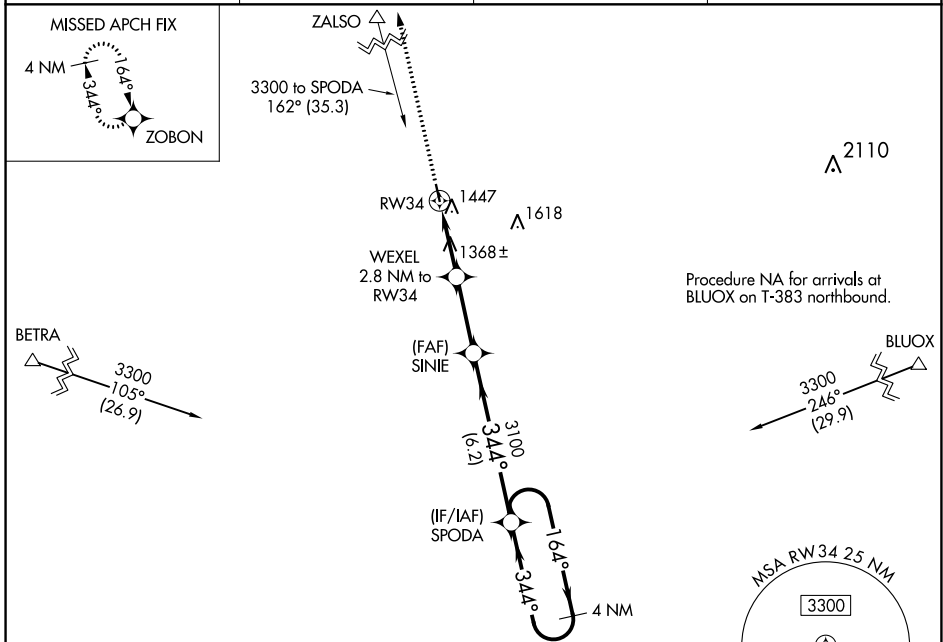 MISSED APCH FIX
4 NM
344°
164°
ZOBON
ZALSO
3300 to SPODA
162° (35.3)
2110
RW34
1447
1618
1368±
WEXEL
2.8 NM to
RW34
Procedure NA for arrivals at
BLUOX on T-383 northbound.
BETRA
3300
105°
(26.9)
(FAF)
SINIE
BLUOX
3300
246°
(29.9)
3100
344°
(6.2)
(IF/IAF)
SPODA
164°
344°
4 NM
MSA RW34 25 NM
3300